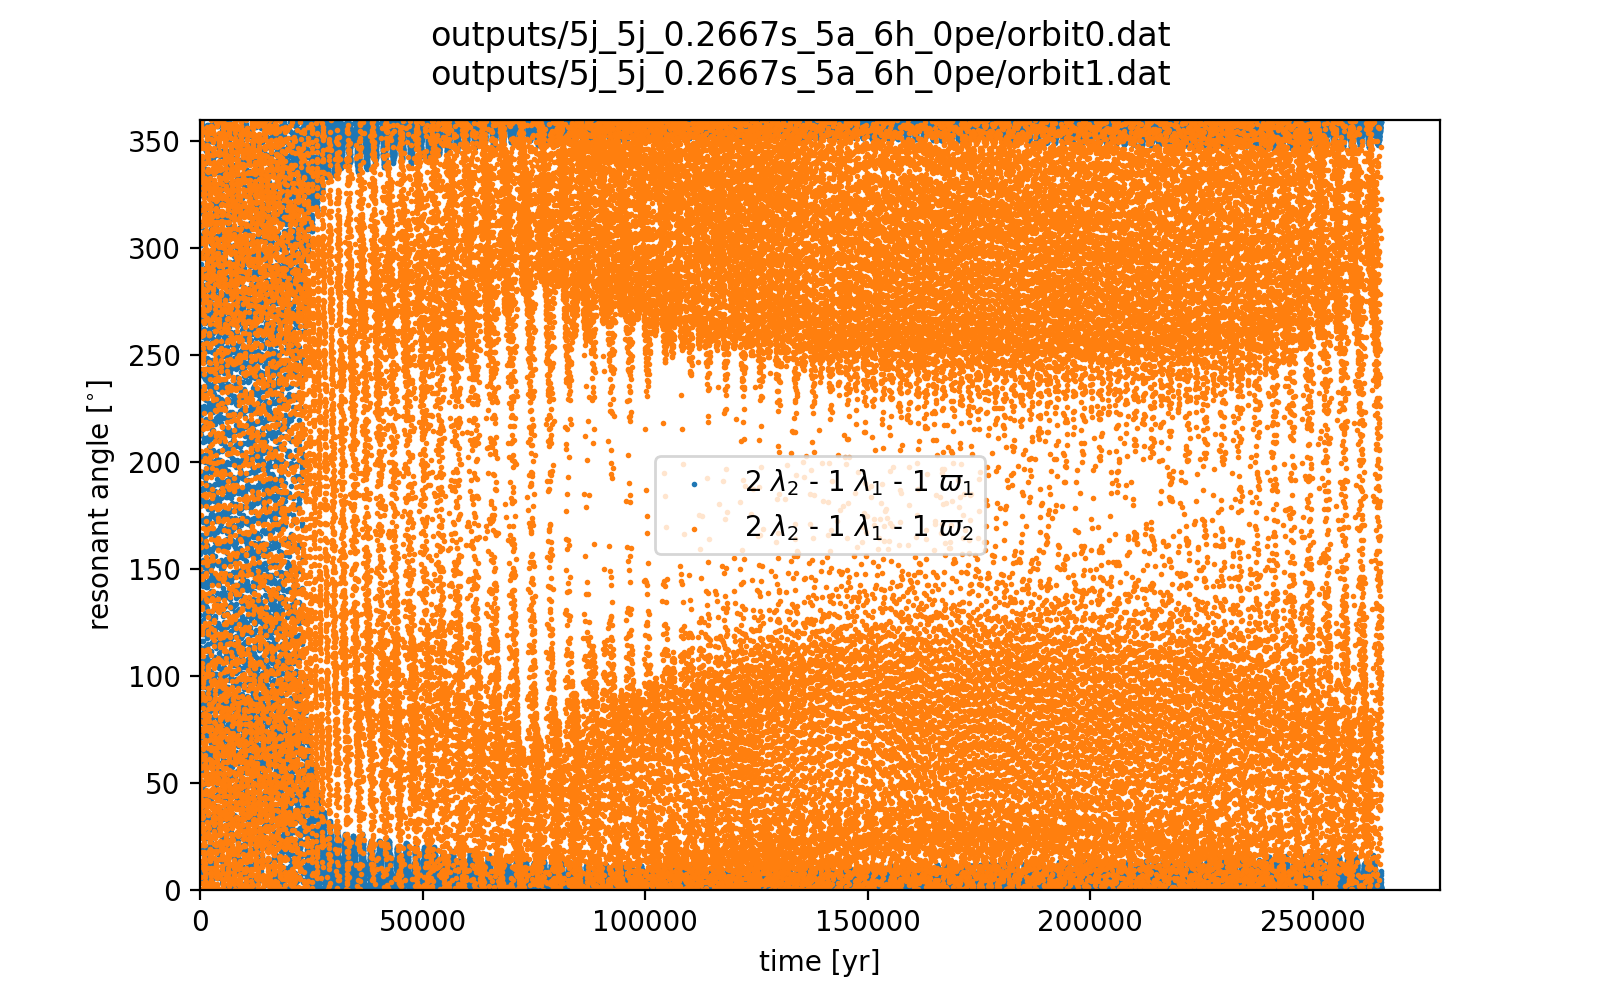 outputs/5j_5j_0.2667s_5a_6h_0pe/orbit0.dat
outputs/5j_5j_0.2667s_5a_6h_0pe/orbit1.dat
350
300
250
200
150
100
50
0
resonant angle [°]
2 λ₂ - 1 λ₁ - 1 ϖ₁
2 λ₂ - 1 λ₁ - 1 ϖ₂
0 50000 100000 150000 200000 250000
time [yr]